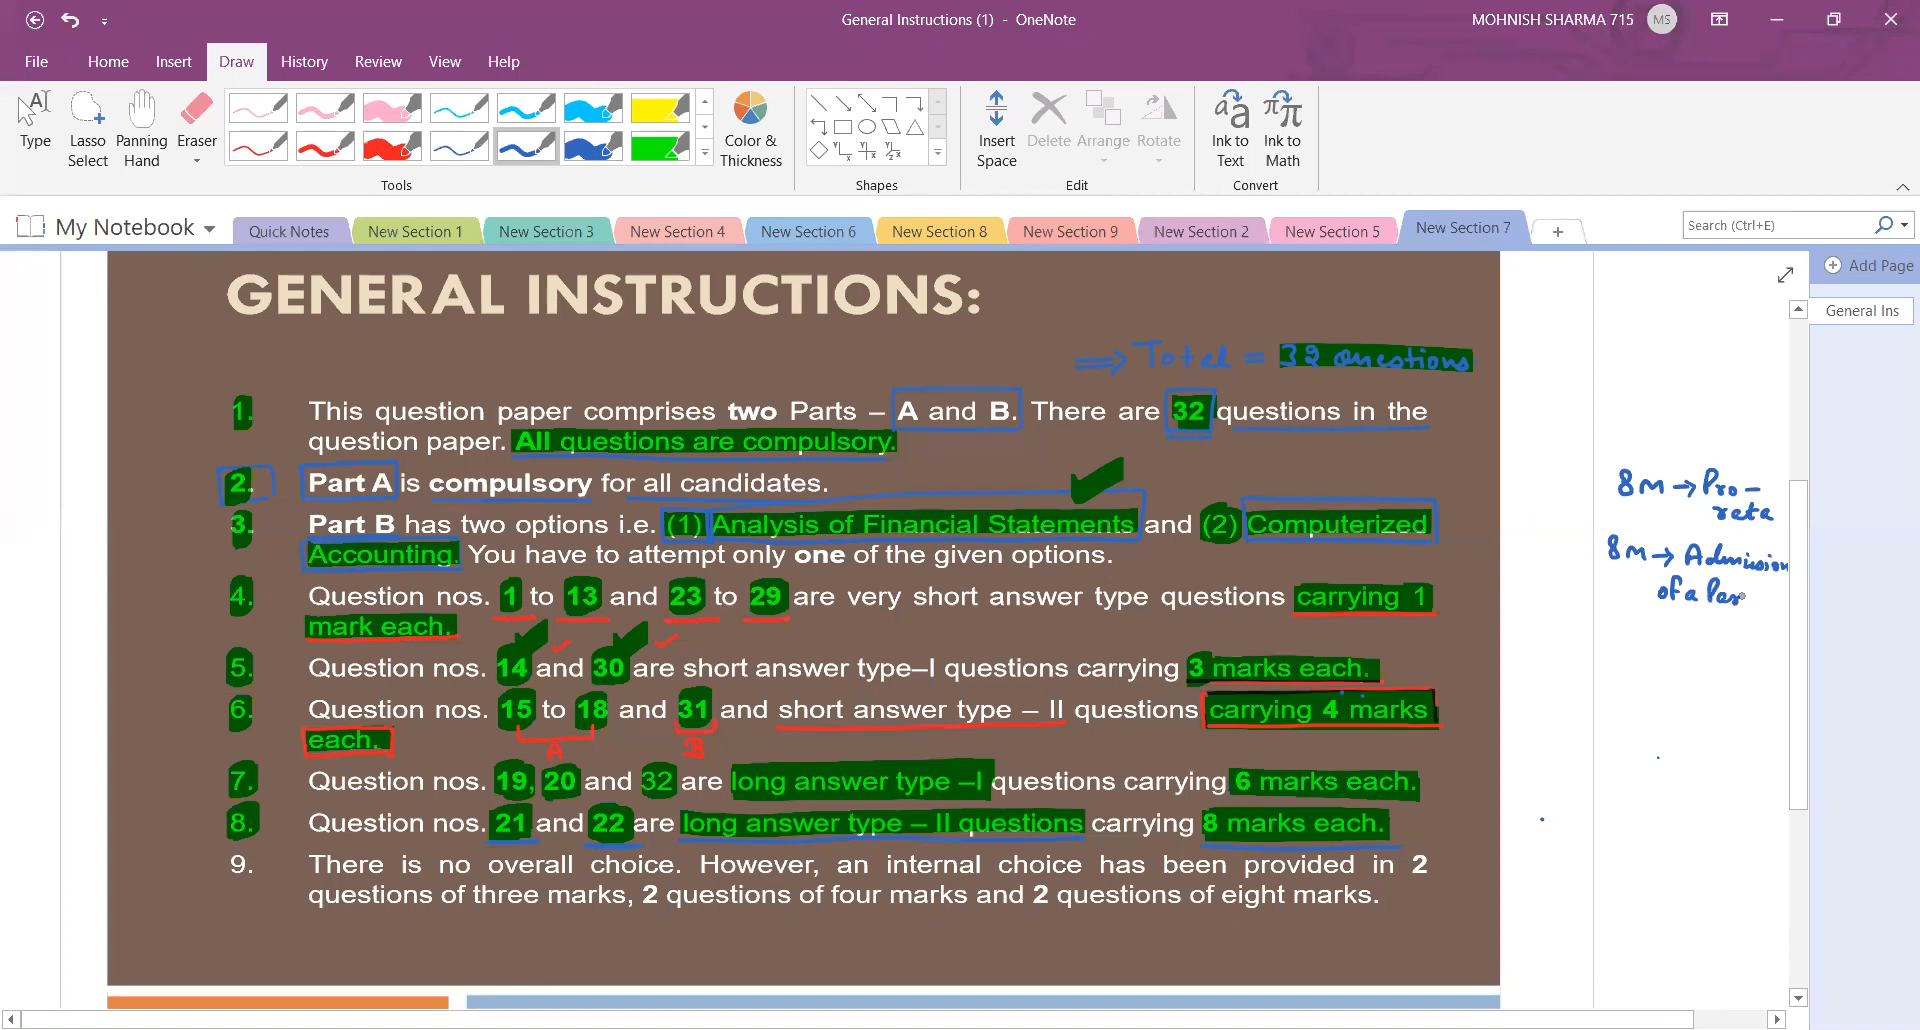 General Instructions (1) - OneNote
MOHNISH SHARMA 715
MS
File
Home
Insert
Draw
History
Review
View
Help
Type
Lasso
Select
Panning
Hand
Eraser
Color &
Thickness
Insert
Space
Delete
Arrange
Rotate
Ink to
Text
Ink to
Math
Tools
Shapes
Edit
Convert
My Notebook
Quick Notes
New Section 1
New Section 3
New Section 4
New Section 6
New Section 8
New Section 9
New Section 2
New Section 5
New Section 7
Search (Ctrl+E)
Add Page
General Ins
GENERAL INSTRUCTIONS:
⟹ Total = 32 questions
1. This question paper comprises two Parts – A and B. There are 32 questions in the
question paper. All questions are compulsory.
2. Part A is compulsory for all candidates.
3. Part B has two options i.e. (1) Analysis of Financial Statements and (2) Computerized
Accounting. You have to attempt only one of the given options.
4. Question nos. 1 to 13 and 23 to 29 are very short answer type questions carrying 1
mark each.
5. Question nos. 14 and 30 are short answer type–I questions carrying 3 marks each.
6. Question nos. 15 to 18 and 31 and short answer type – II questions carrying 4 marks
each.
A
B
7. Question nos. 19, 20 and 32 are long answer type –I questions carrying 6 marks each.
8. Question nos. 21 and 22 are long answer type – II questions carrying 8 marks each.
9. There is no overall choice. However, an internal choice has been provided in 2
questions of three marks, 2 questions of four marks and 2 questions of eight marks.
8M → Pro-
rata
8M → Admission
of a Par